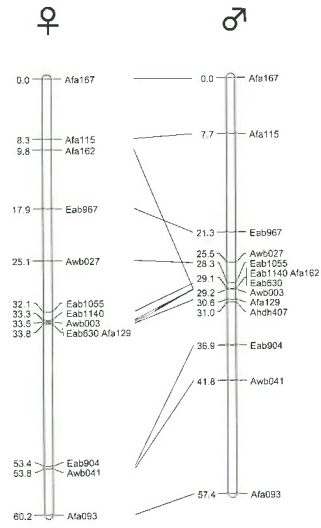 ♀
0.0 Afa167
8.3 Afa115
9.8 Afa162
17.9 Eab967
25.1 Awb027
32.1 Eab1055
33.3 Eab1140
33.5 Awb003
33.8 Eab630 Afa129
53.4 Eab904
53.8 Awb041
60.2 Afa093
♂
0.0 Afa167
7.7 Afa115
21.3 Eab967
25.5 Awb027
28.3 Eab1055
29.1 Eab1140 Afa162
Eab630
29.2 Awb003
30.8 Afa129
31.0 Ahdh407
36.9 Eab904
41.8 Awb041
57.4 Afa093